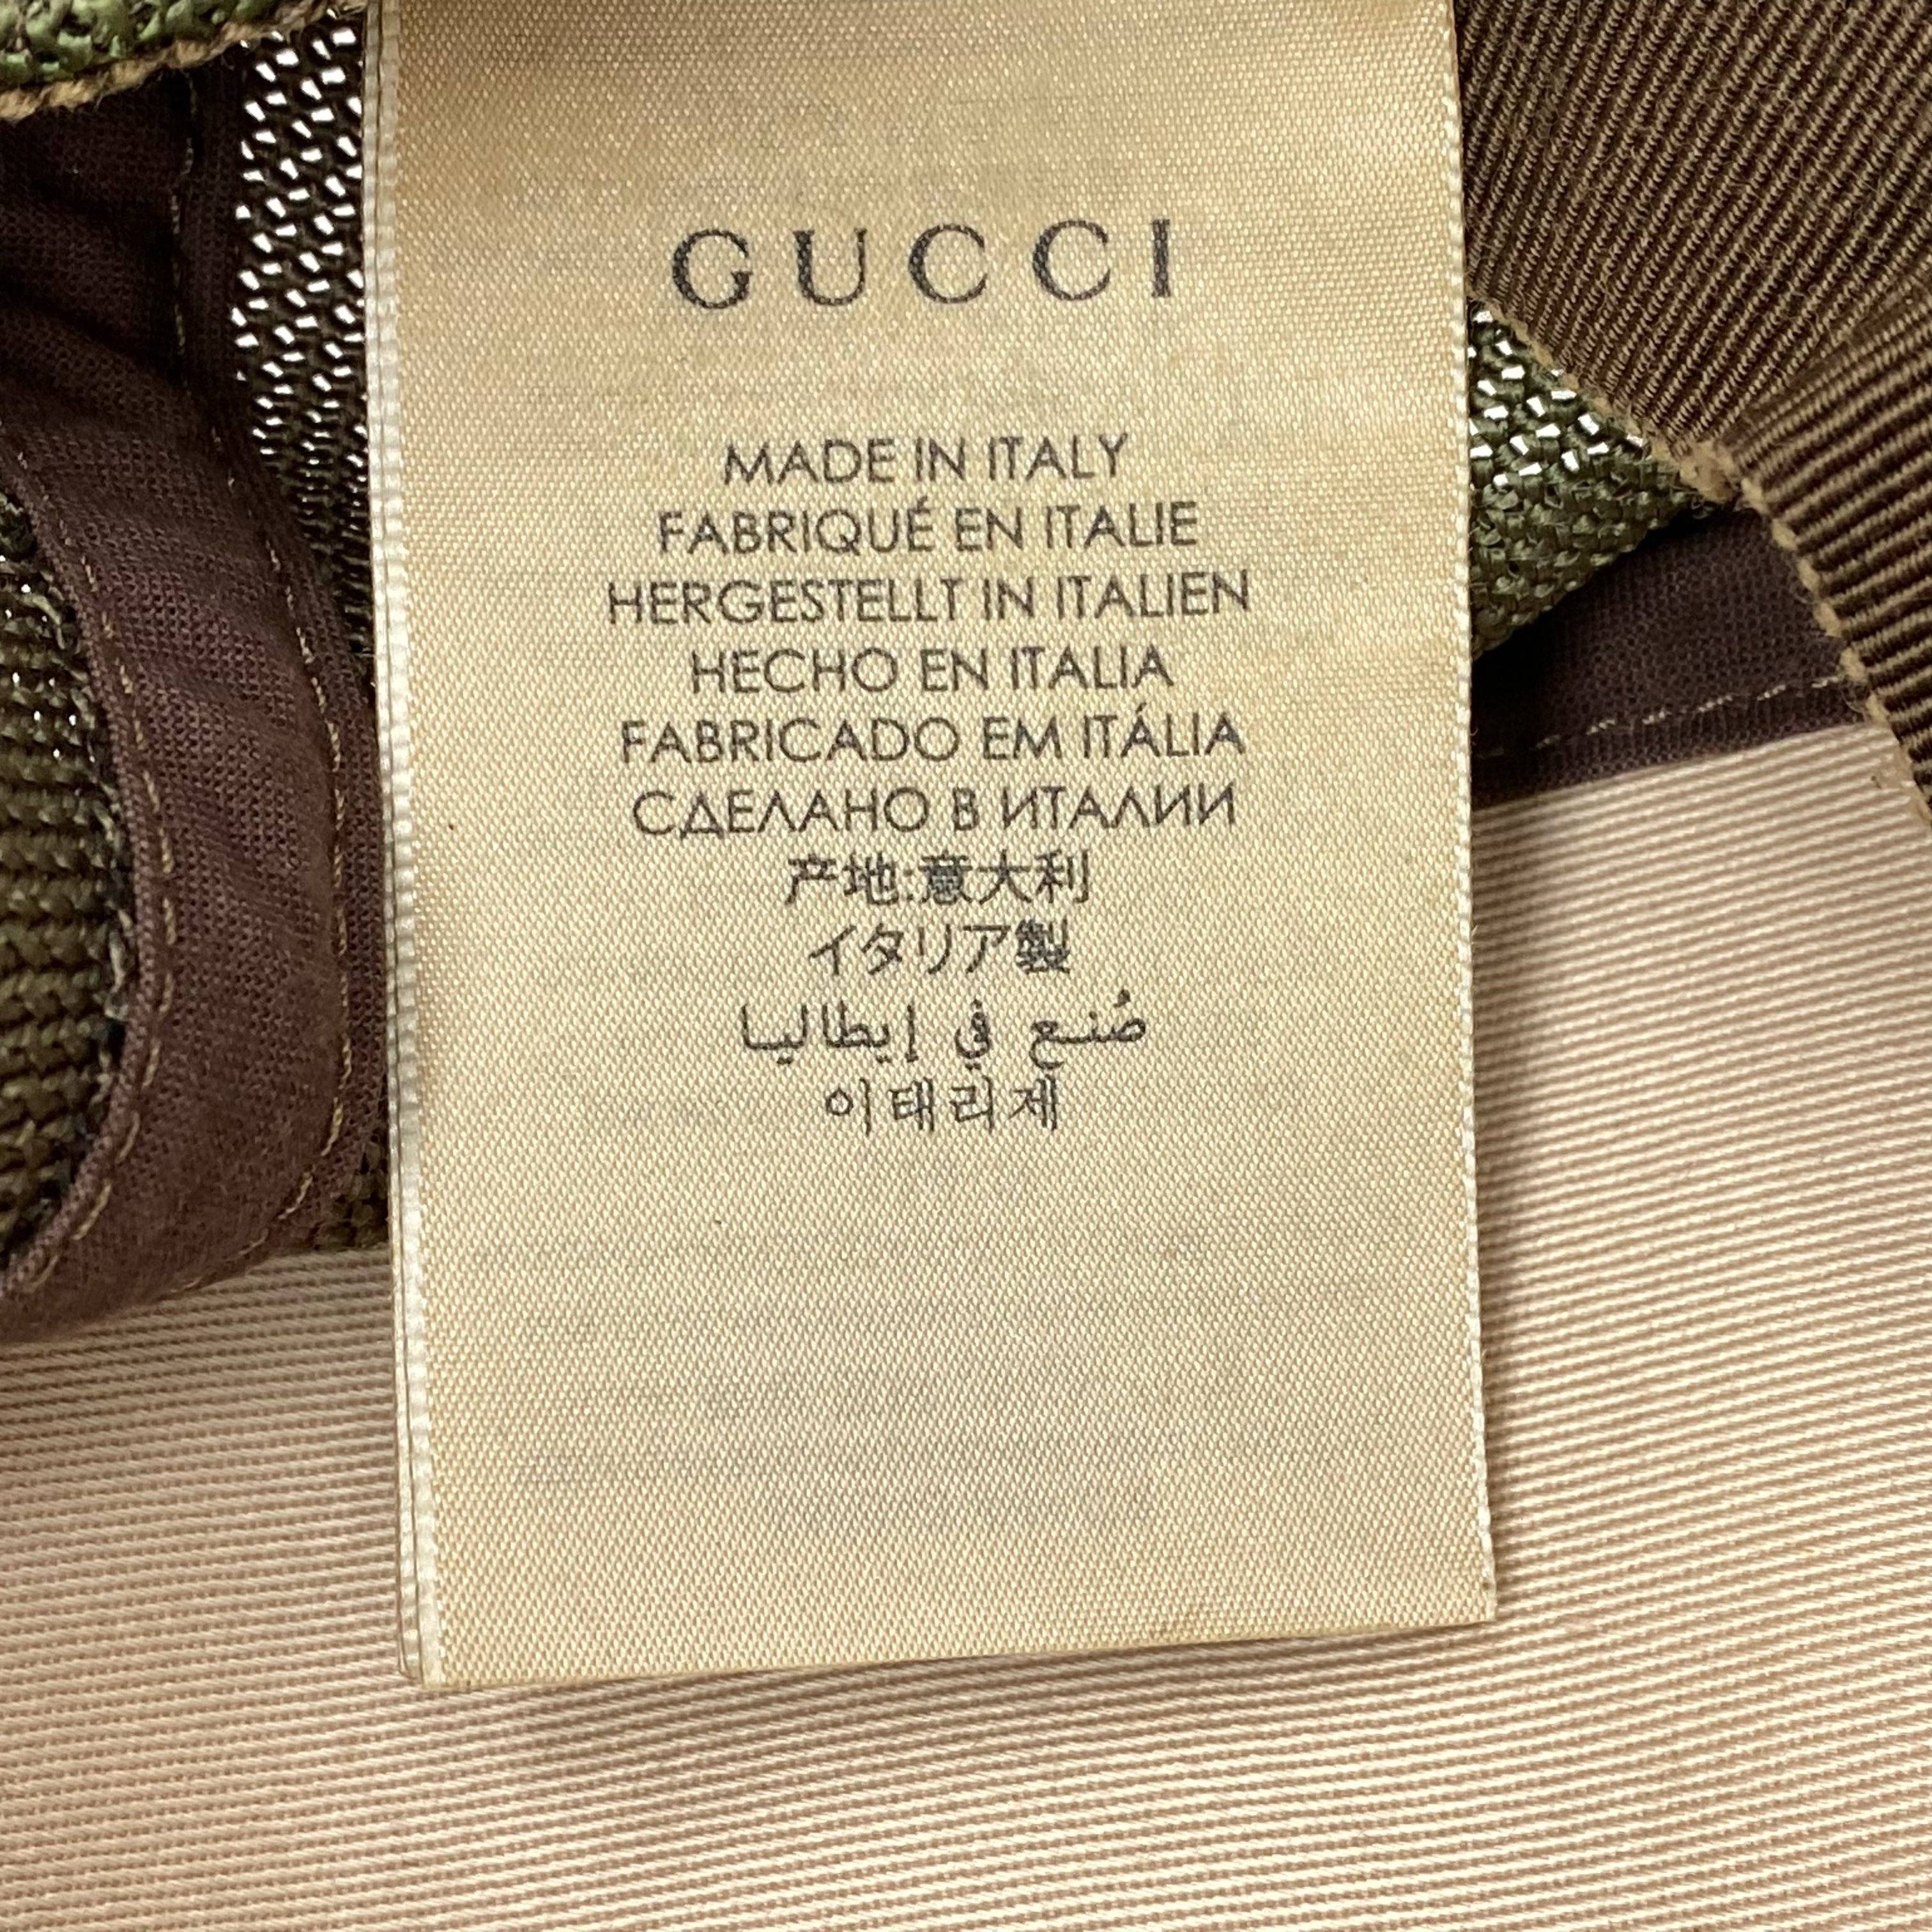 GUCCI
MADE IN ITALY
FABRIQUÉ EN ITALIE
HERGESTELLT IN ITALIEN
HECHO EN ITALIA
FABRICADO EM ITÁLIA
СДЕЛАНО В ИТАЛИИ
产地:意大利
イタリア製
صُنع في إيطاليا
이태리제